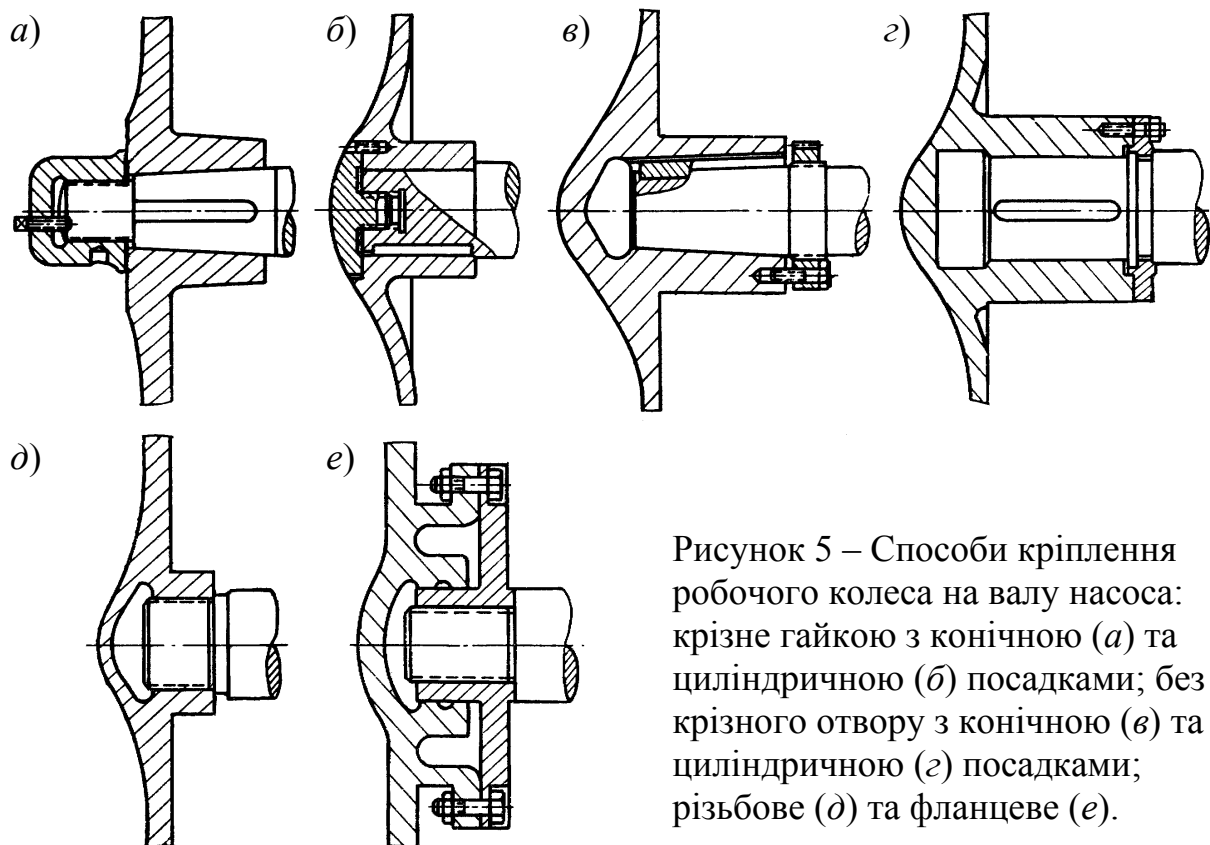 а) б) в) г)
д) е)
Рисунок 5 – Способи кріплення
робочого колеса на валу насоса:
крізне гайкою з конічною (а) та
циліндричною (б) посадками; без
крізного отвору з конічною (в) та
циліндричною (г) посадками;
різьбове (д) та фланцеве (е).